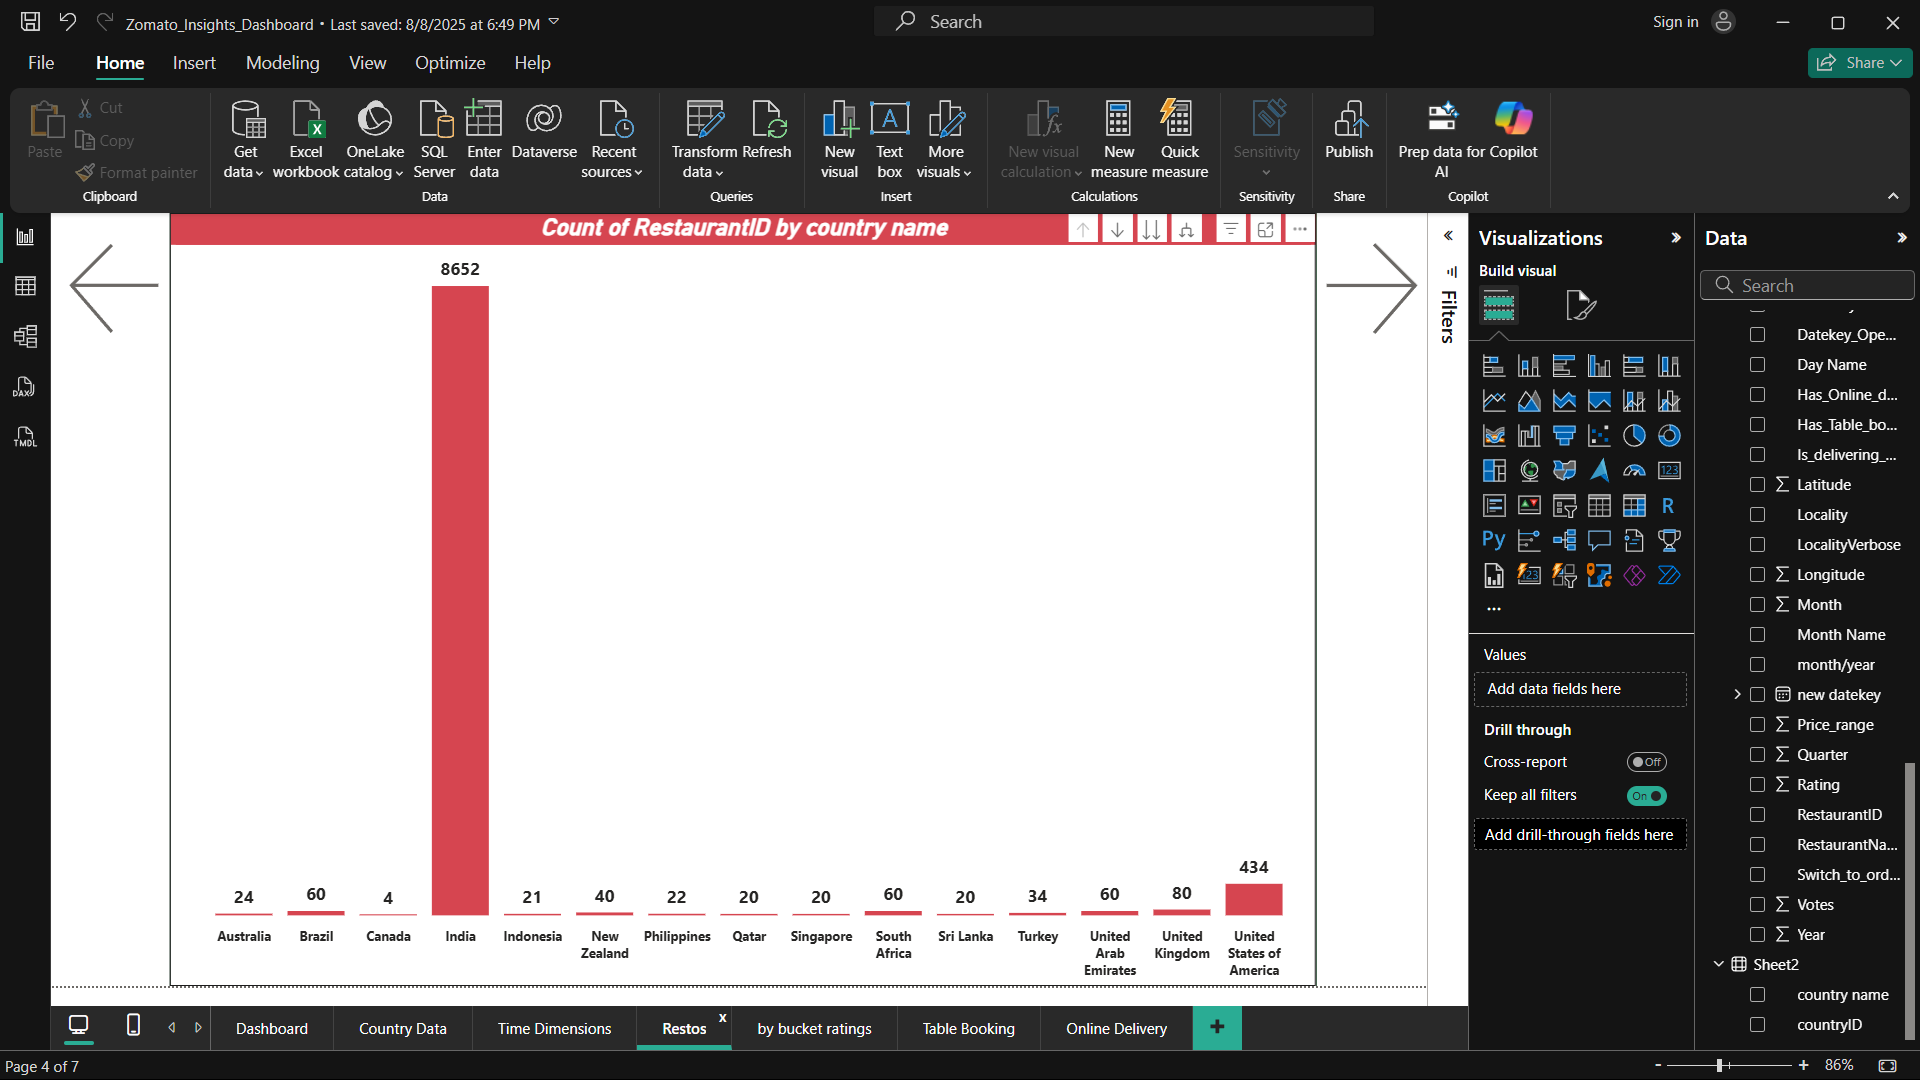 Zomato_Insights_Dashboard • Last saved: 8/8/2025 at 6:49 PM
Search
Sign in
File
Home
Insert
Modeling
View
Optimize
Help
Share
Paste
Cut
Copy
Format painter
Clipboard
Get data
Excel workbook
OneLake catalog
SQL Server
Enter data
Dataverse
Recent sources
Data
Transform data
Refresh
Queries
New visual
Text box
More visuals
Insert
New visual calculation
New measure
Quick measure
Calculations
Sensitivity
Sensitivity
Publish
Share
Prep data for AI
Copilot
Copilot
DAX
TMDL
Count of RestaurantID by country name
8652
24
60
4
21
40
22
20
20
60
20
34
60
80
434
Australia
Brazil
Canada
India
Indonesia
New Zealand
Philippines
Qatar
Singapore
South Africa
Sri Lanka
Turkey
United Arab Emirates
United Kingdom
United States of America
Filters
Visualizations
Build visual
123
R
Py
123
Values
Add data fields here
Drill through
Cross-report
Off
Keep all filters
On
Add drill-through fields here
Data
Search
Datekey_Ope...
Day Name
Has_Online_d...
Has_Table_bo...
Is_delivering_...
Latitude
Locality
LocalityVerbose
Longitude
Month
Month Name
month/year
new datekey
Price_range
Quarter
Rating
RestaurantID
RestaurantNa...
Switch_to_ord...
Votes
Year
Sheet2
country name
countryID
Dashboard
Country Data
Time Dimensions
Restos
x
by bucket ratings
Table Booking
Online Delivery
+
Page 4 of 7
-
+
86%